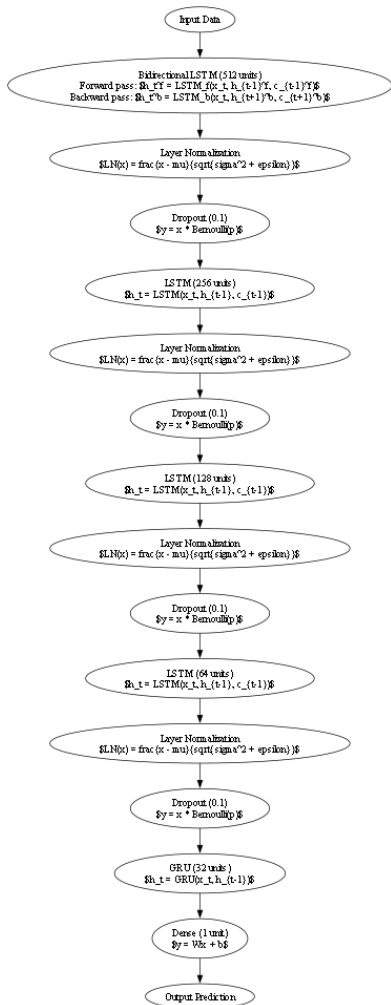 Input Data
Bidirectional LSTM (512 units)
Forward pass: $h_t^f = LSTM_f(x_t, h_{t-1}^f, c_{t-1}^f)$
Backward pass: $h_t^b = LSTM_b(x_t, h_{t+1}^b, c_{t+1}^b)$
Layer Normalization
$LN(x) = frac{x - mu}{sqrt{sigma^2 + epsilon}}$
Dropout (0.1)
$y = x * Bernoulli(p)$
LSTM (256 units)
$h_t = LSTM(x_t, h_{t-1}, c_{t-1})$
Layer Normalization
$LN(x) = frac{x - mu}{sqrt{sigma^2 + epsilon}}$
Dropout (0.1)
$y = x * Bernoulli(p)$
LSTM (128 units)
$h_t = LSTM(x_t, h_{t-1}, c_{t-1})$
Layer Normalization
$LN(x) = frac{x - mu}{sqrt{sigma^2 + epsilon}}$
Dropout (0.1)
$y = x * Bernoulli(p)$
LSTM (64 units)
$h_t = LSTM(x_t, h_{t-1}, c_{t-1})$
Layer Normalization
$LN(x) = frac{x - mu}{sqrt{sigma^2 + epsilon}}$
Dropout (0.1)
$y = x * Bernoulli(p)$
GRU (32 units)
$h_t = GRU(x_t, h_{t-1})$
Dense (1 unit)
$y = Wx + b$
Output Prediction